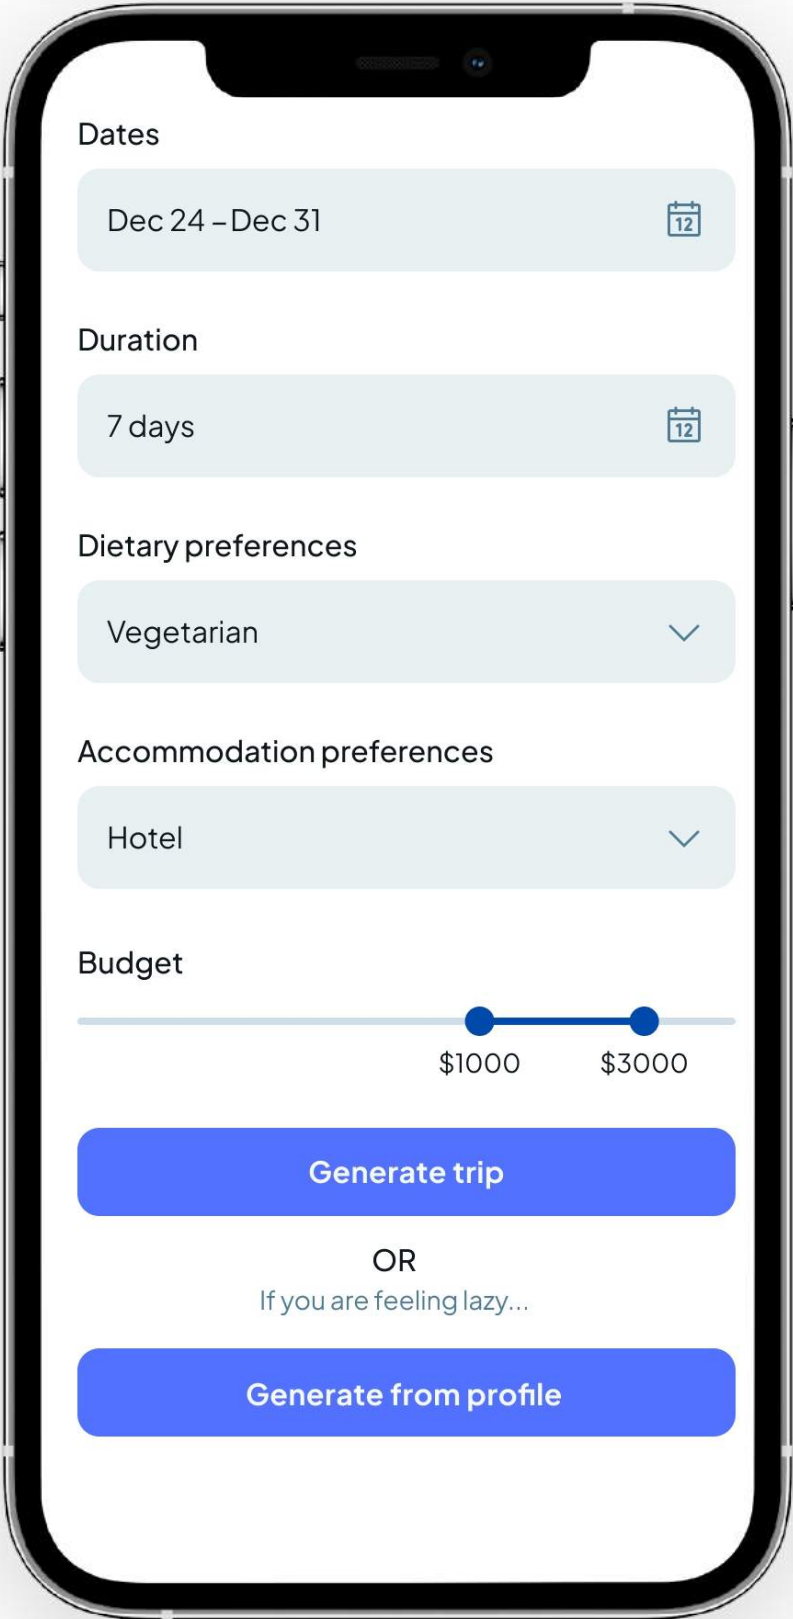 Dates
Dec 24 – Dec 31
12
Duration
7 days
12
Dietary preferences
Vegetarian
Accommodation preferences
Hotel
Budget
$1000 $3000
Generate trip
OR
If you are feeling lazy...
Generate from profile